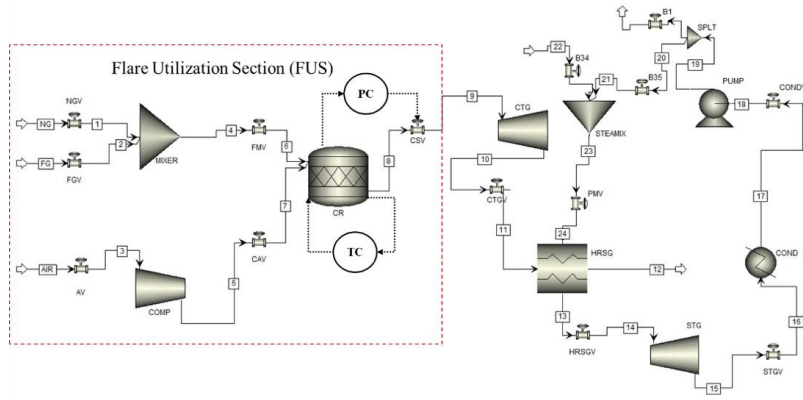 Flare Utilization Section (FUS)
NGV
NG
1
2
FG
FGV
MIXER
4
FMV
6
7
PC
CSV
8
CR
TC
AIR
AV
3
COMP
5
CAV
9
CTG
10
CTGV
11
22
B34
21
B35
STEAMIX
23
PMV
24
HRSG
12
13
HRSGV
14
STG
15
STGV
16
COND
17
CONDV
18
PUMP
19
20
SPLT
B1